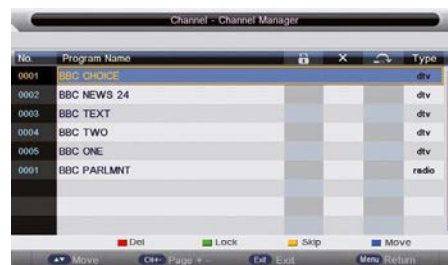 Channel - Channel Manager
No. Program Name Type
0001 BBC CHOICE dtv
0002 BBC NEWS 24 dtv
0003 BBC TEXT dtv
0004 BBC TWO dtv
0005 BBC ONE dtv
0001 BBC PARLMNT radio
Del Lock Skip Move
Move CH+- Page + - Exit Exit Menu Return